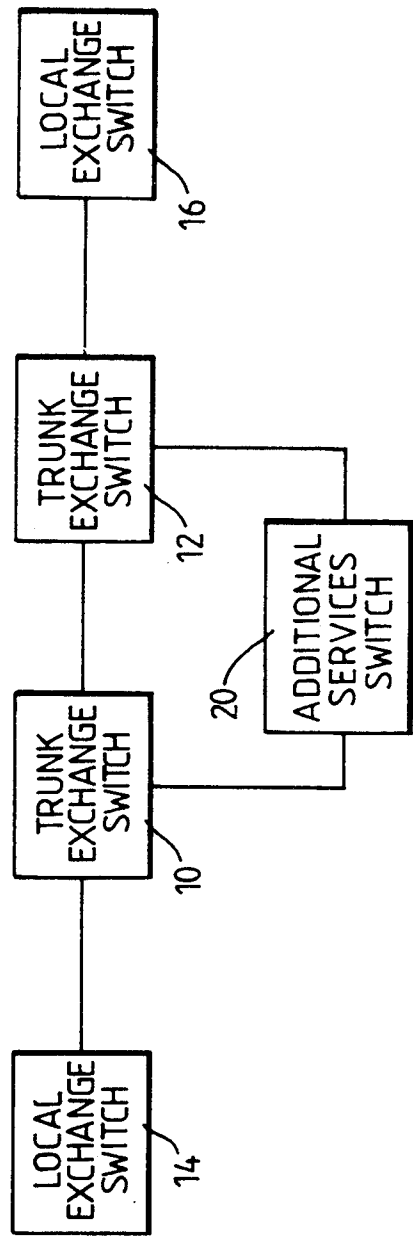 LOCAL
EXCHANGE
SWITCH
14
TRUNK
EXCHANGE
SWITCH
10
TRUNK
EXCHANGE
SWITCH
12
LOCAL
EXCHANGE
SWITCH
16
20
ADDITIONAL
SERVICES
SWITCH